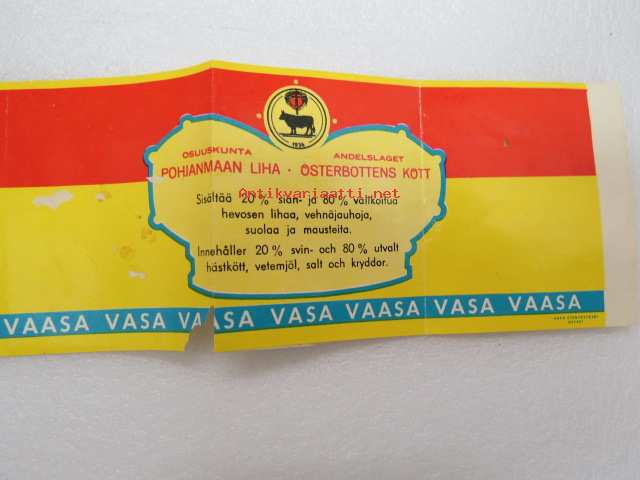 1936
OSUUSKUNTA ANDELSLAGET
POHJANMAAN LIHA · ÖSTERBOTTENS KÖTT
Antikvariaatti.net
Sisältää 20 % sian- ja 80 % valikoitua
hevosen lihaa, vehnäjauhoja,
suolaa ja mausteita.
Innehåller 20 % svin- och 80 % utvalt
hästkött, vetemjöl, salt och kryddor.
VAASA VASA VAASA VASA VAASA VASA VAASA